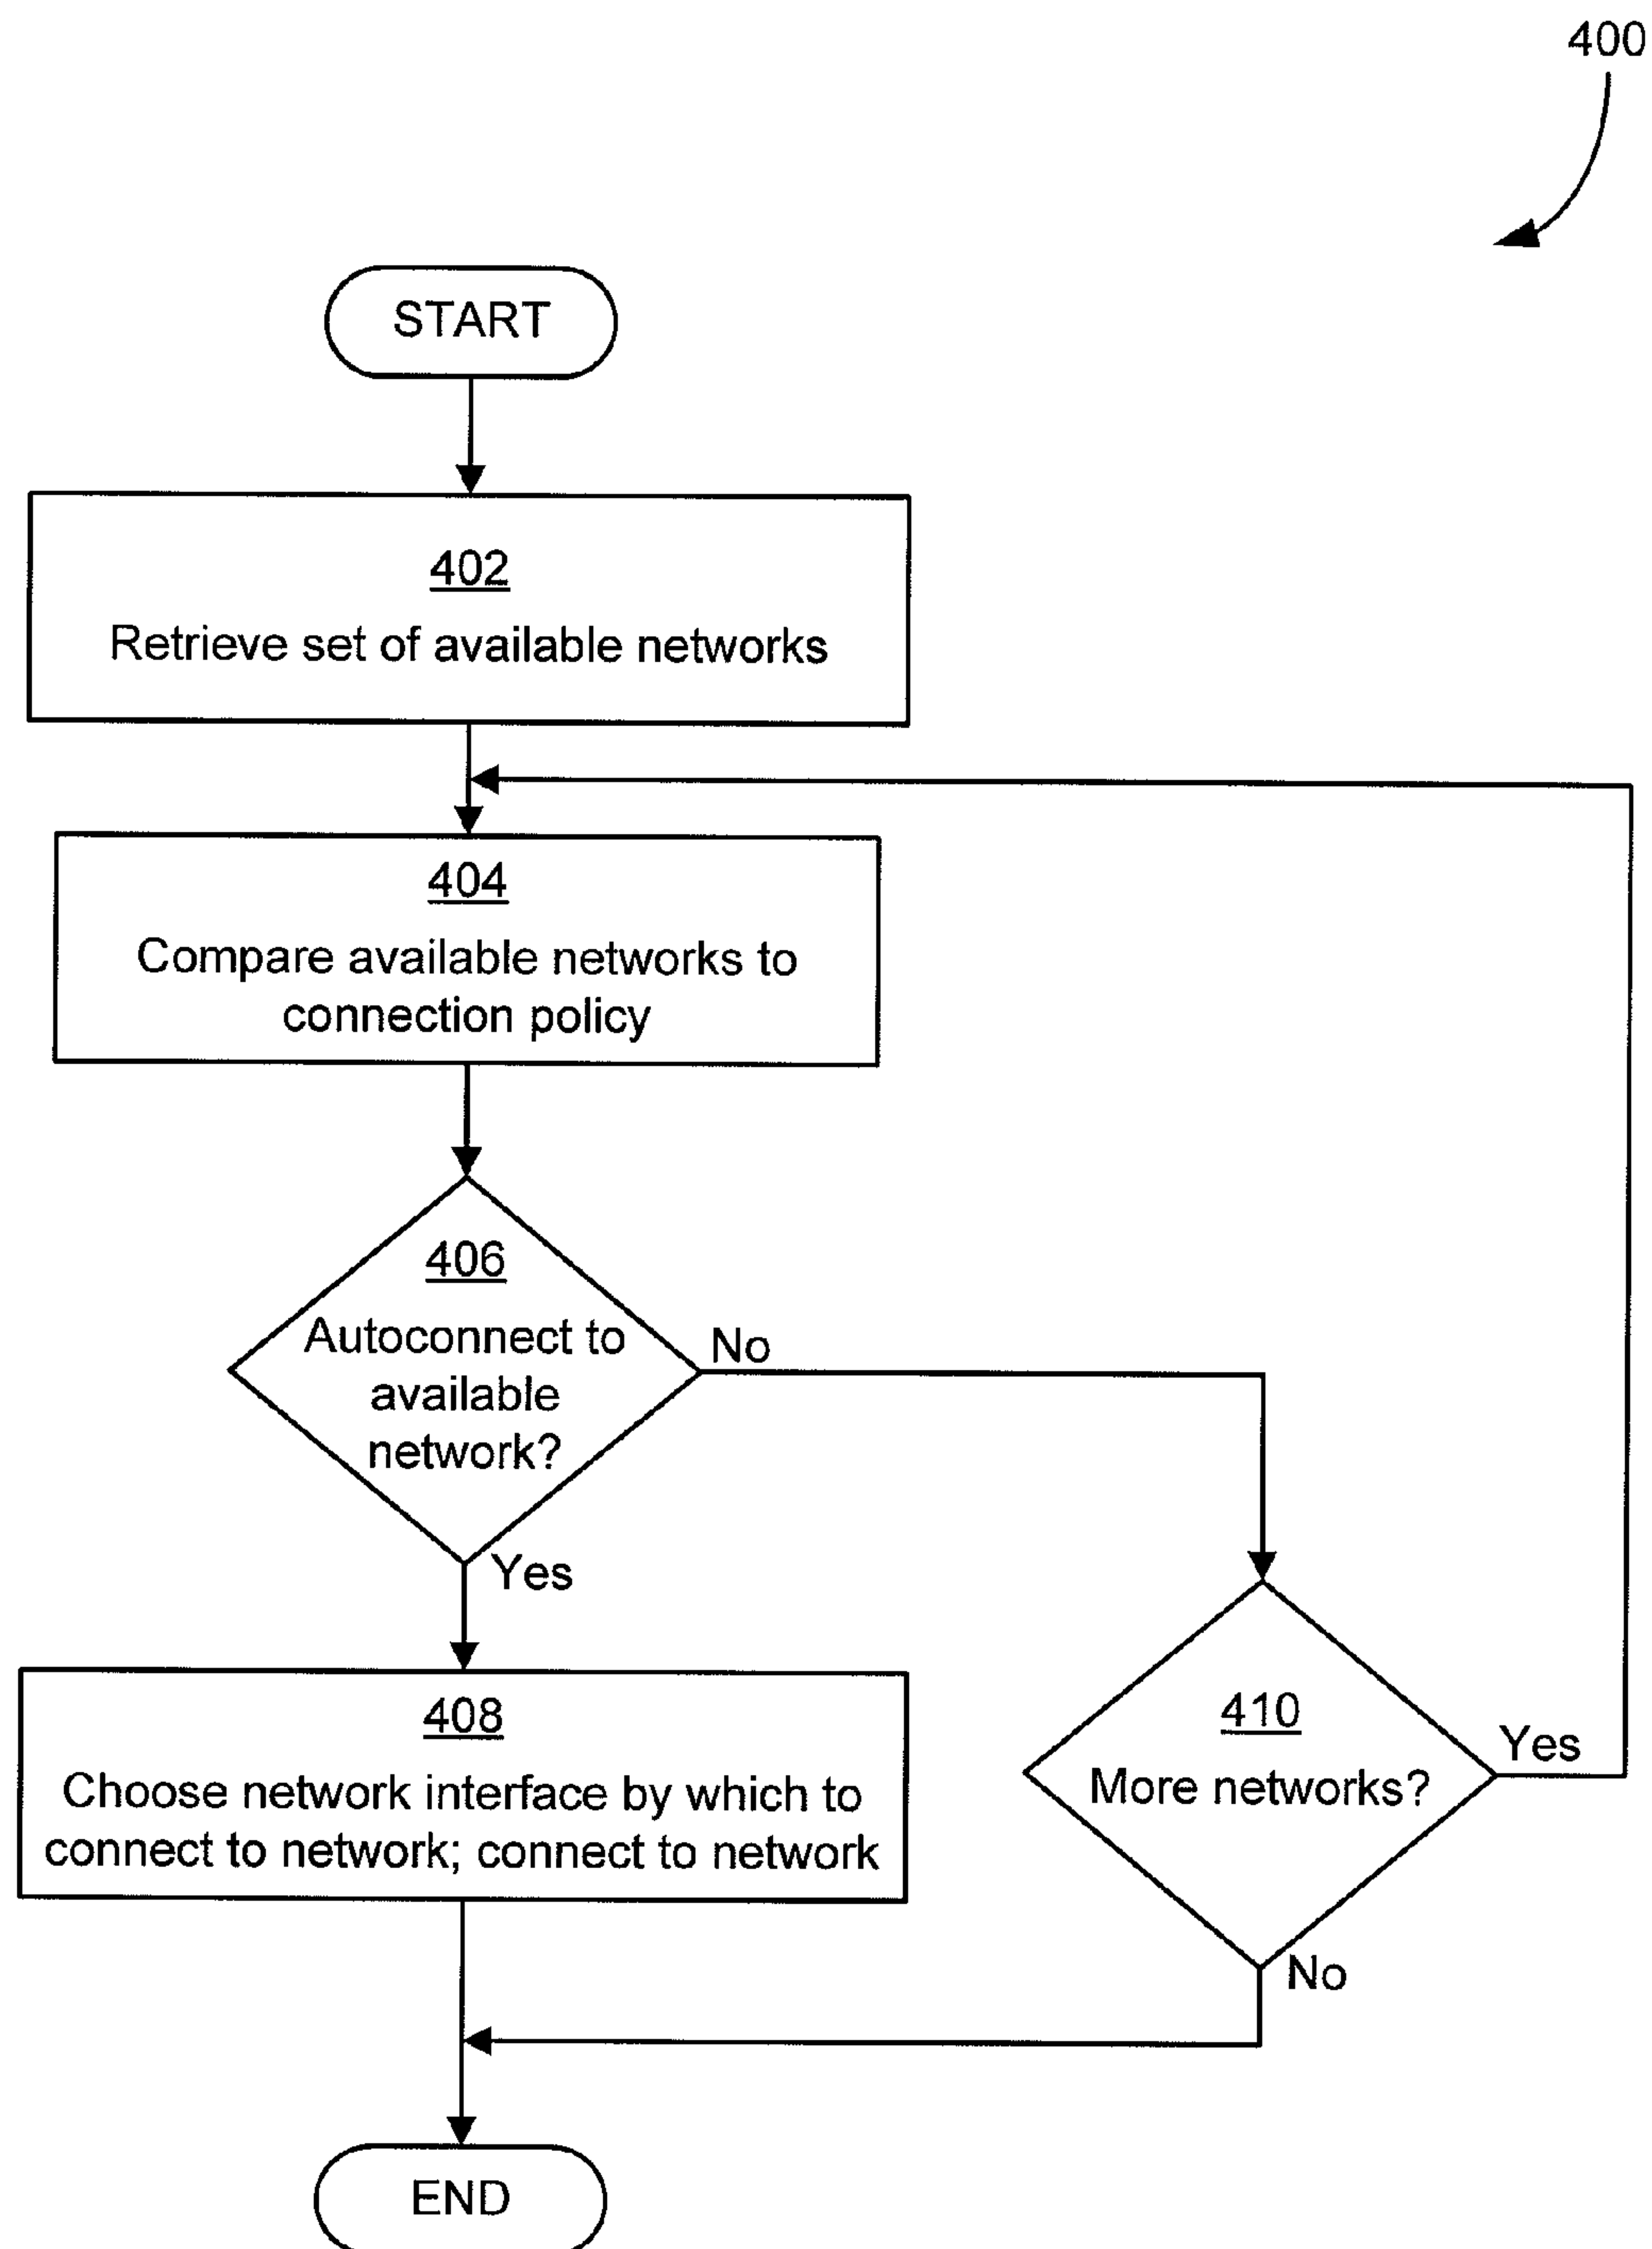 400
START
402
Retrieve set of available networks
404
Compare available networks to
connection policy
406
Autoconnect to
available
network?
No
Yes
408
Choose network interface by which to
connect to network; connect to network
410
More networks?
Yes
No
END